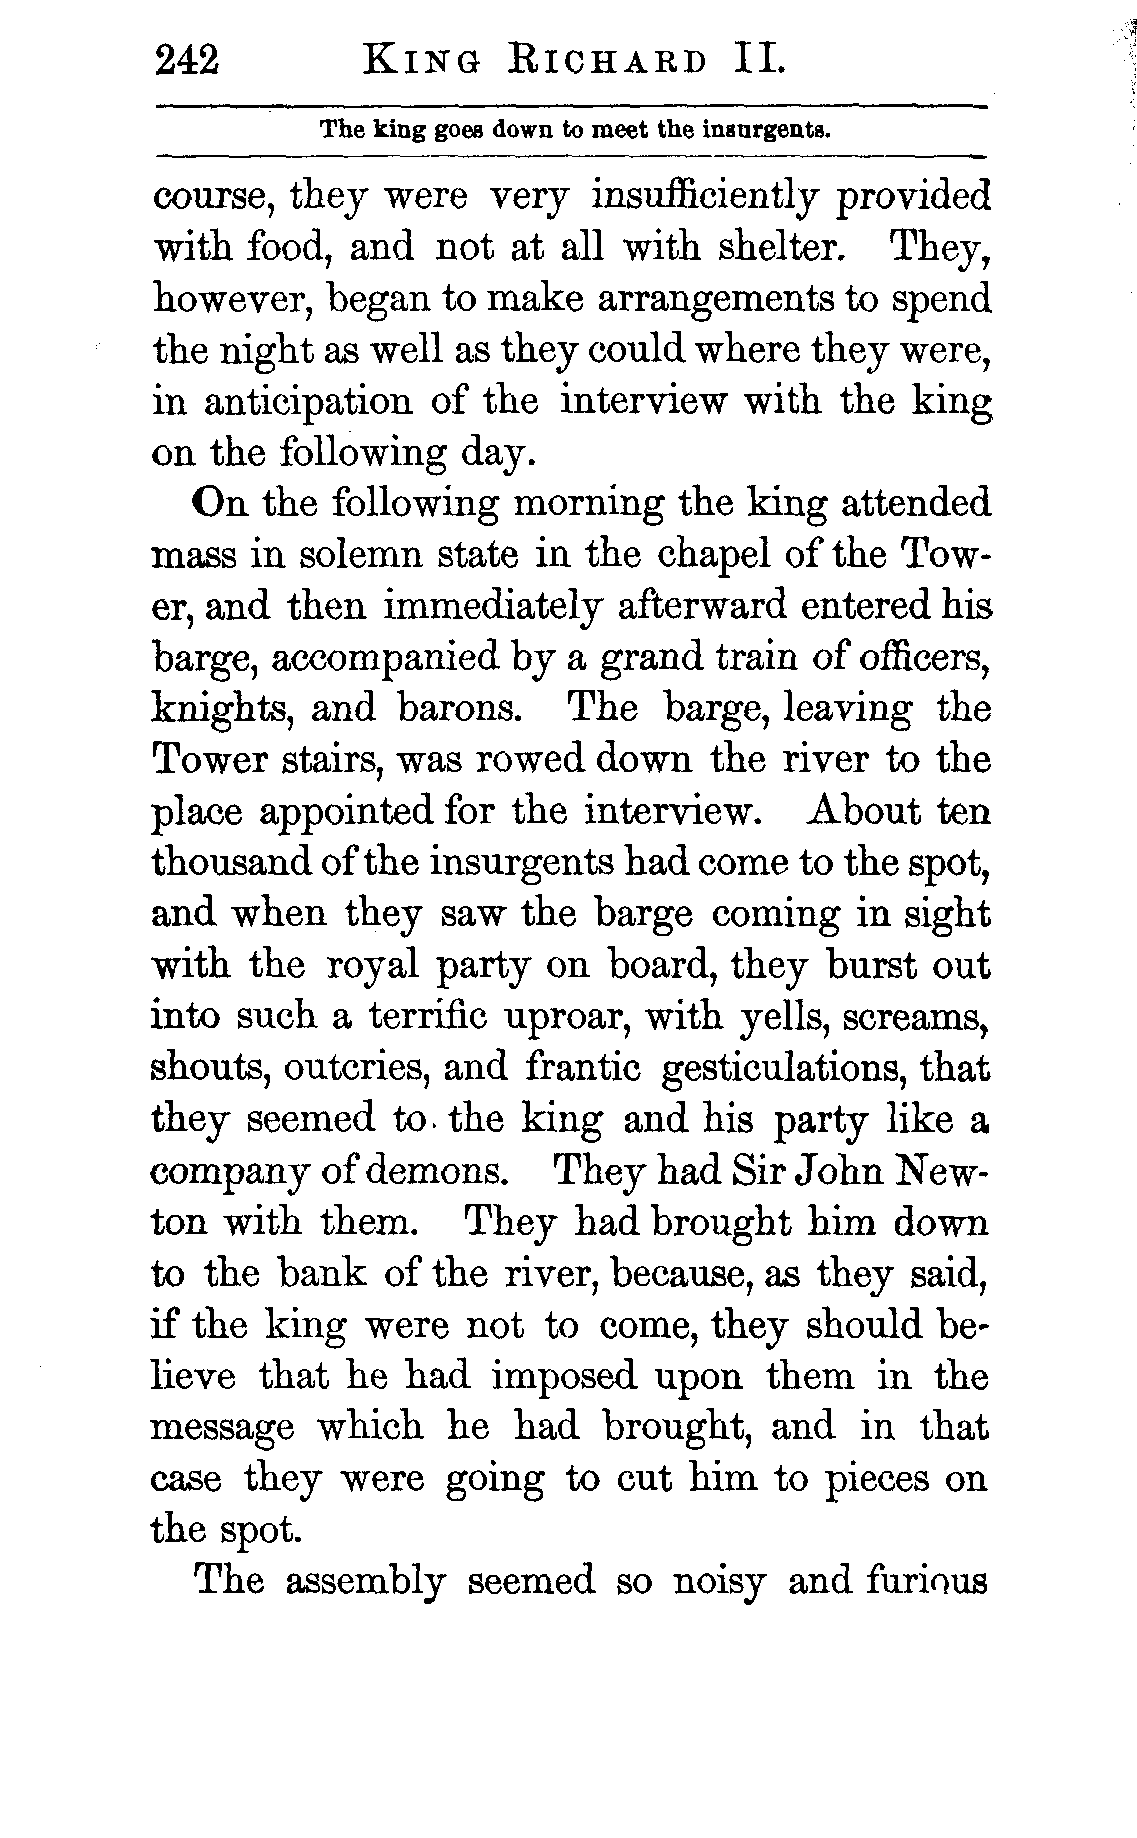 242 KING RICHARD II.
The king goes down to meet the insurgents.
course, they were very insufficiently provided
with food, and not at all with shelter. They,
however, began to make arrangements to spend
the night as well as they could where they were,
in anticipation of the interview with the king
on the following day.
On the following morning the king attended
mass in solemn state in the chapel of the Tow-
er, and then immediately afterward entered his
barge, accompanied by a grand train of officers,
knights, and barons. The barge, leaving the
Tower stairs, was rowed down the river to the
place appointed for the interview. About ten
thousand of the insurgents had come to the spot,
and when they saw the barge coming in sight
with the royal party on board, they burst out
into such a terrific uproar, with yells, screams,
shouts, outcries, and frantic gesticulations, that
they seemed to the king and his party like a
company of demons. They had Sir John New-
ton with them. They had brought him down
to the bank of the river, because, as they said,
if the king were not to come, they should be-
lieve that he had imposed upon them in the
message which he had brought, and in that
case they were going to cut him to pieces on
the spot.
The assembly seemed so noisy and furious